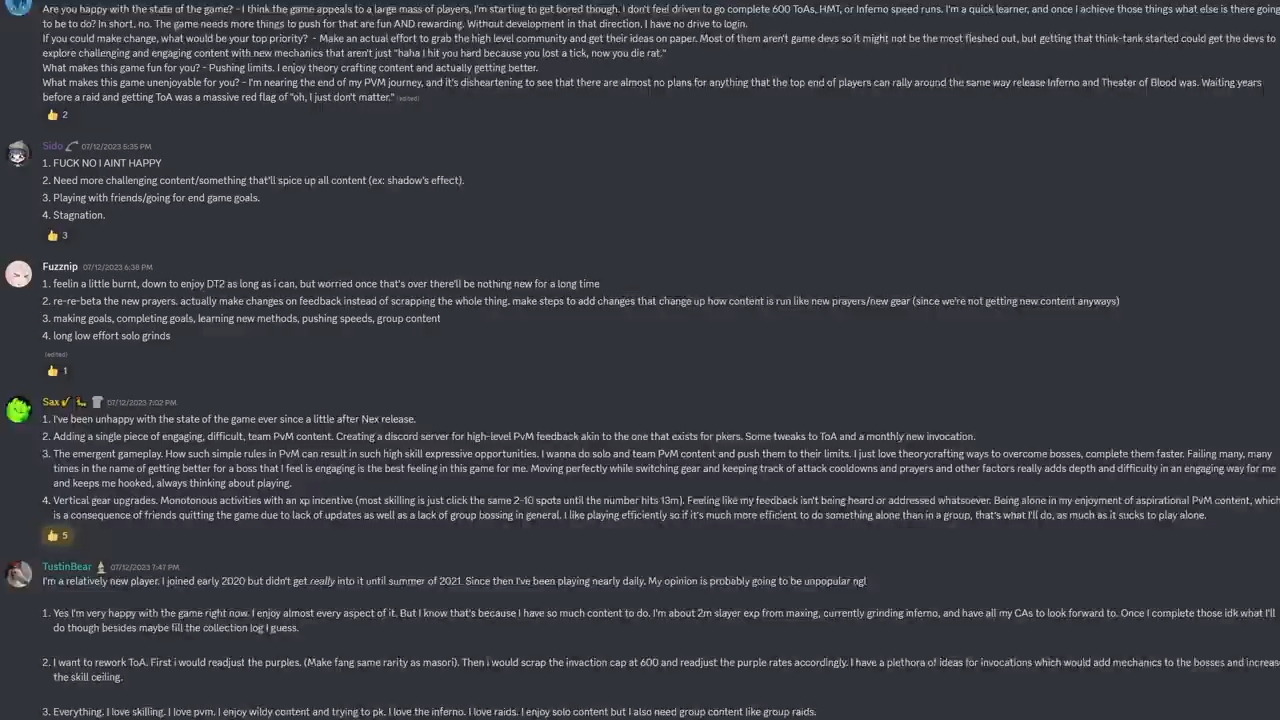 Are you happy with the state of the game? - I think the game appeals to a large mass of players, I'm starting to get bored though. I don't feel driven to go complete 600 ToAs, HMT, or Inferno speed runs. I'm a quick learner, and once I achieve those things what else is there going
to be to do? In short, no. The game needs more things to push for that are fun AND rewarding. Without development in that direction, I have no drive to login.
If you could make change, what would be your top priority? - Make an actual effort to grab the high level community and get their ideas on paper. Most of them aren't game devs so it might not be the most fleshed out, but getting that think-tank started could get the devs to
explore challenging and engaging content with new mechanics that aren't just "haha I hit you hard because you lost a tick, now you die rat."
What makes this game fun for you? - Pushing limits. I enjoy theory crafting content and actually getting better.
What makes this game unenjoyable for you? - I'm nearing the end of my PVM journey, and it's disheartening to see that there are almost no plans for anything that the top end of players can rally around the same way release Inferno and Theater of Blood was. Waiting years
before a raid and getting ToA was a massive red flag of "oh, I just don't matter." (edited)
👍 2
Sido 07/12/2023 5:35 PM
1. FUCK NO I AINT HAPPY
2. Need more challenging content/something that'll spice up all content (ex: shadow's effect).
3. Playing with friends/going for end game goals.
4. Stagnation.
👍 3
Fuzznip 07/12/2023 6:38 PM
1. feelin a little burnt, down to enjoy DT2 as long as i can, but worried once that's over there'll be nothing new for a long time
2. re-re-beta the new prayers. actually make changes on feedback instead of scrapping the whole thing. make steps to add changes that change up how content is run like new prayers/new gear (since we're not getting new content anyways)
3. making goals, completing goals, learning new methods, pushing speeds, group content
4. long low effort solo grinds
(edited)
👍 1
Sax 07/12/2023 7:02 PM
1. I've been unhappy with the state of the game ever since a little after Nex release.
2. Adding a single piece of engaging, difficult, team PvM content. Creating a discord server for high-level PvM feedback akin to the one that exists for pkers. Some tweaks to ToA and a monthly new invocation.
3. The emergent gameplay. How such simple rules in PvM can result in such high skill expressive opportunities. I wanna do solo and team PvM content and push them to their limits. I just love theorycrafting ways to overcome bosses, complete them faster. Failing many, many
times in the name of getting better for a boss that I feel is engaging is the best feeling in this game for me. Moving perfectly while switching gear and keeping track of attack cooldowns and prayers and other factors really adds depth and difficulty in an engaging way for me
and keeps me hooked, always thinking about playing.
4. Vertical gear upgrades. Monotonous activities with an xp incentive (most skilling is just click the same 2-10 spots until the number hits 13m). Feeling like my feedback isn't being heard or addressed whatsoever. Being alone in my enjoyment of aspirational PvM content, which
is a consequence of friends quitting the game due to lack of updates as well as a lack of group bossing in general. I like playing efficiently so if it's much more efficient to do something alone than in a group, that's what I'll do, as much as it sucks to play alone.
👍 5
TustinBear 07/12/2023 7:47 PM
I'm a relatively new player. I joined early 2020 but didn't get really into it until summer of 2021. Since then I've been playing nearly daily. My opinion is probably going to be unpopular ngl
1. Yes I'm very happy with the game right now. I enjoy almost every aspect of it. But I know that's because I have so much content to do. I'm about 2m slayer exp from maxing, currently grinding inferno, and have all my CAs to look forward to. Once I complete those idk what I'll
do though besides maybe fill the collection log I guess.
2. I want to rework ToA. First i would readjust the purples. (Make fang same rarity as masori). Then i would scrap the invaction cap at 600 and readjust the purple rates accordingly. I have a plethora of ideas for invocations which would add mechanics to the bosses and increase
the skill ceiling.
3. Everything. I love skilling. I love pvm. I enjoy wildy content and trying to pk. I love the inferno. I love raids. I enjoy solo content but I also need group content like group raids.